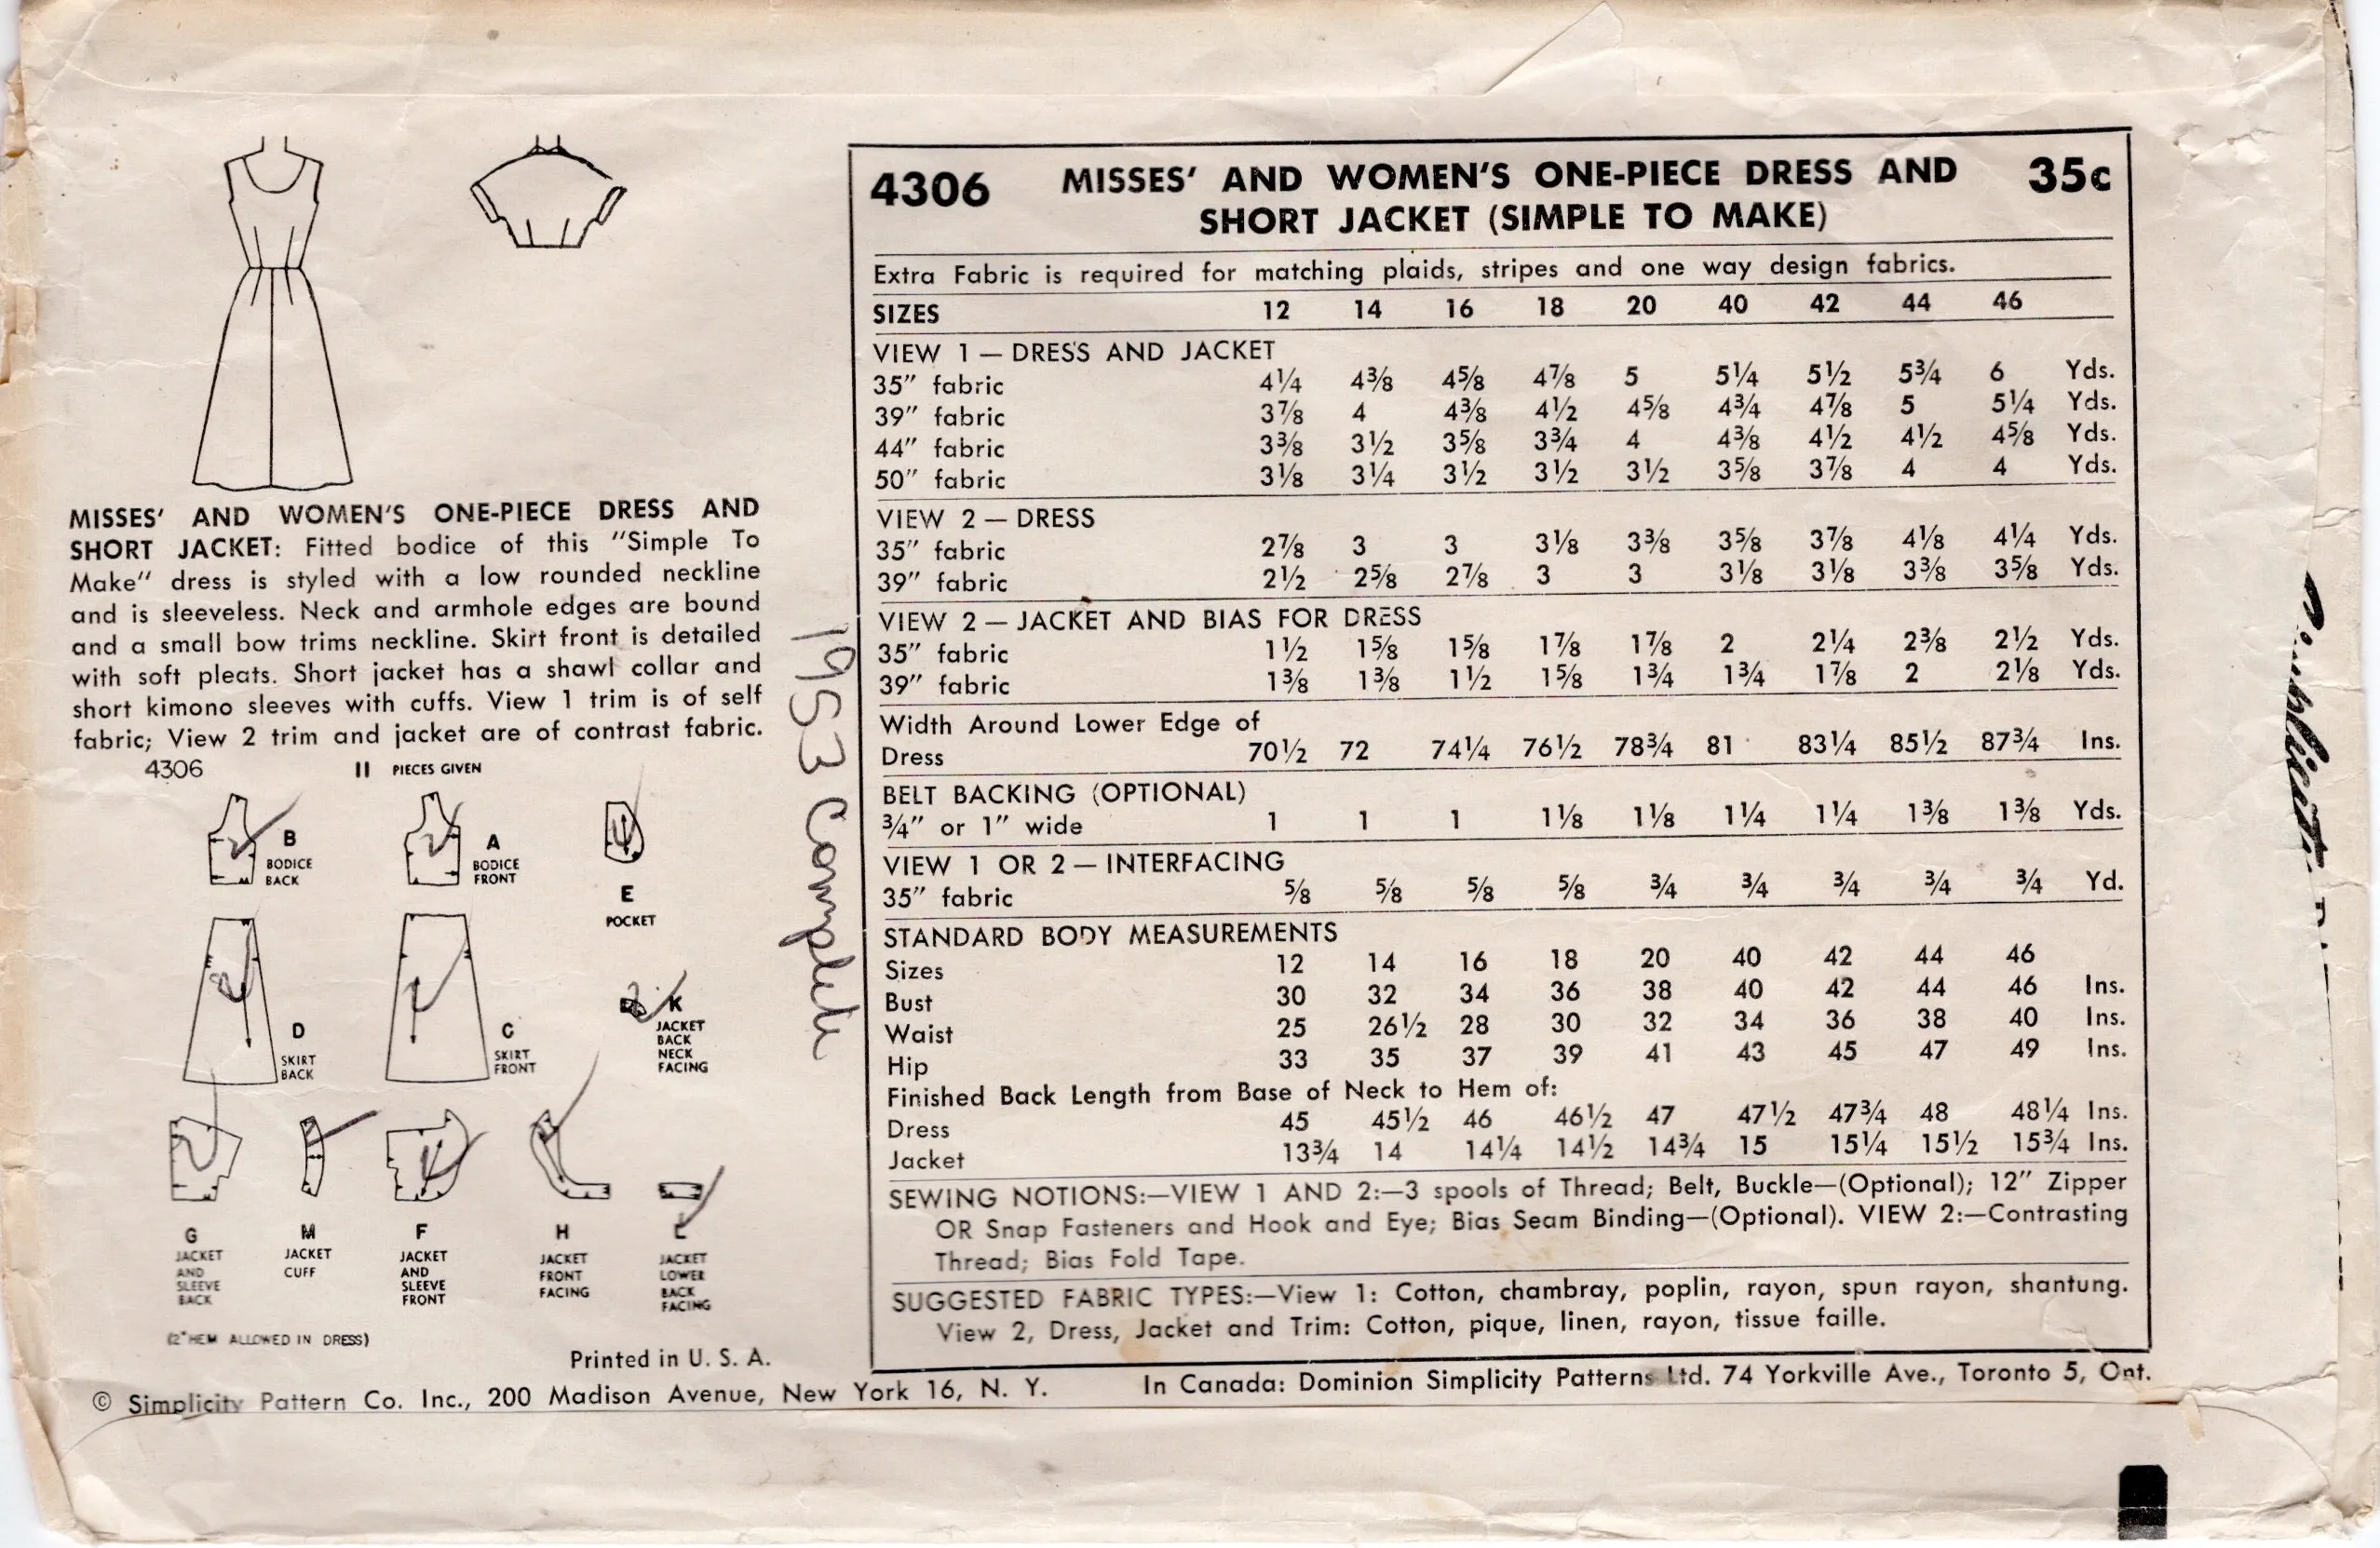 MISSES' AND WOMEN'S ONE-PIECE DRESS AND
SHORT JACKET: Fitted bodice of this "Simple To
Make" dress is styled with a low rounded neckline
and is sleeveless. Neck and armhole edges are bound
and a small bow trims neckline. Skirt front is detailed
with soft pleats. Short jacket has a shawl collar and
short kimono sleeves with cuffs. View 1 trim is of self
fabric; View 2 trim and jacket are of contrast fabric.
4306 11 PIECES GIVEN
B
BODICE
BACK
A
BODICE
FRONT
E
POCKET
D
SKIRT
BACK
C
SKIRT
FRONT
K
JACKET
BACK
NECK
FACING
G
JACKET
AND
SLEEVE
BACK
M
JACKET
CUFF
F
JACKET
AND
SLEEVE
FRONT
H
JACKET
FRONT
FACING
L
JACKET
LOWER
BACK
FACING
(2" HEM ALLOWED IN DRESS)
Printed in U. S. A.
1953 Complete
4306 MISSES' AND WOMEN'S ONE-PIECE DRESS AND 35c
SHORT JACKET (SIMPLE TO MAKE)
Extra Fabric is required for matching plaids, stripes and one way design fabrics.
SIZES 12 14 16 18 20 40 42 44 46
VIEW 1 — DRESS AND JACKET
35" fabric 4¼ 4⅜ 4⅝ 4⅞ 5 5¼ 5½ 5¾ 6 Yds.
39" fabric 3⅞ 4 4⅜ 4½ 4⅝ 4¾ 4⅞ 5 5¼ Yds.
44" fabric 3⅜ 3½ 3⅝ 3¾ 4 4⅜ 4½ 4½ 4⅝ Yds.
50" fabric 3⅛ 3¼ 3½ 3½ 3½ 3⅝ 3⅞ 4 4 Yds.
VIEW 2 — DRESS
35" fabric 2⅞ 3 3 3⅛ 3⅜ 3⅝ 3⅞ 4⅛ 4¼ Yds.
39" fabric 2½ 2⅝ 2⅞ 3 3 3⅛ 3⅛ 3⅜ 3⅝ Yds.
VIEW 2 — JACKET AND BIAS FOR DRESS
35" fabric 1½ 1⅝ 1⅝ 1⅞ 1⅞ 2 2¼ 2⅜ 2½ Yds.
39" fabric 1⅜ 1⅜ 1½ 1⅝ 1¾ 1¾ 1⅞ 2 2⅛ Yds.
Width Around Lower Edge of
Dress 70½ 72 74¼ 76½ 78¾ 81 83¼ 85½ 87¾ Ins.
BELT BACKING (OPTIONAL)
¾" or 1" wide 1 1 1 1⅛ 1⅛ 1¼ 1¼ 1⅜ 1⅜ Yds.
VIEW 1 OR 2 — INTERFACING
35" fabric ⅝ ⅝ ⅝ ⅝ ¾ ¾ ¾ ¾ ¾ Yd.
STANDARD BODY MEASUREMENTS
Sizes 12 14 16 18 20 40 42 44 46
Bust 30 32 34 36 38 40 42 44 46 Ins.
Waist 25 26½ 28 30 32 34 36 38 40 Ins.
Hip 33 35 37 39 41 43 45 47 49 Ins.
Finished Back Length from Base of Neck to Hem of:
Dress 45 45½ 46 46½ 47 47½ 47¾ 48 48¼ Ins.
Jacket 13¾ 14 14¼ 14½ 14¾ 15 15¼ 15½ 15¾ Ins.
SEWING NOTIONS:—VIEW 1 AND 2:—3 spools of Thread; Belt, Buckle—(Optional); 12" Zipper
OR Snap Fasteners and Hook and Eye; Bias Seam Binding—(Optional). VIEW 2:—Contrasting
Thread; Bias Fold Tape.
SUGGESTED FABRIC TYPES:—View 1: Cotton, chambray, poplin, rayon, spun rayon, shantung.
View 2, Dress, Jacket and Trim: Cotton, pique, linen, rayon, tissue faille.
© Simplicity Pattern Co. Inc., 200 Madison Avenue, New York 16, N. Y. In Canada: Dominion Simplicity Patterns Ltd. 74 Yorkville Ave., Toronto 5, Ont.